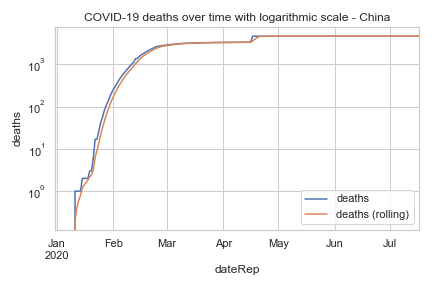 COVID-19 deaths over time with logarithmic scale - China
deaths
10³
10²
10¹
10⁰
deaths
deaths (rolling)
Jan Feb Mar Apr May Jun Jul
2020
dateRep